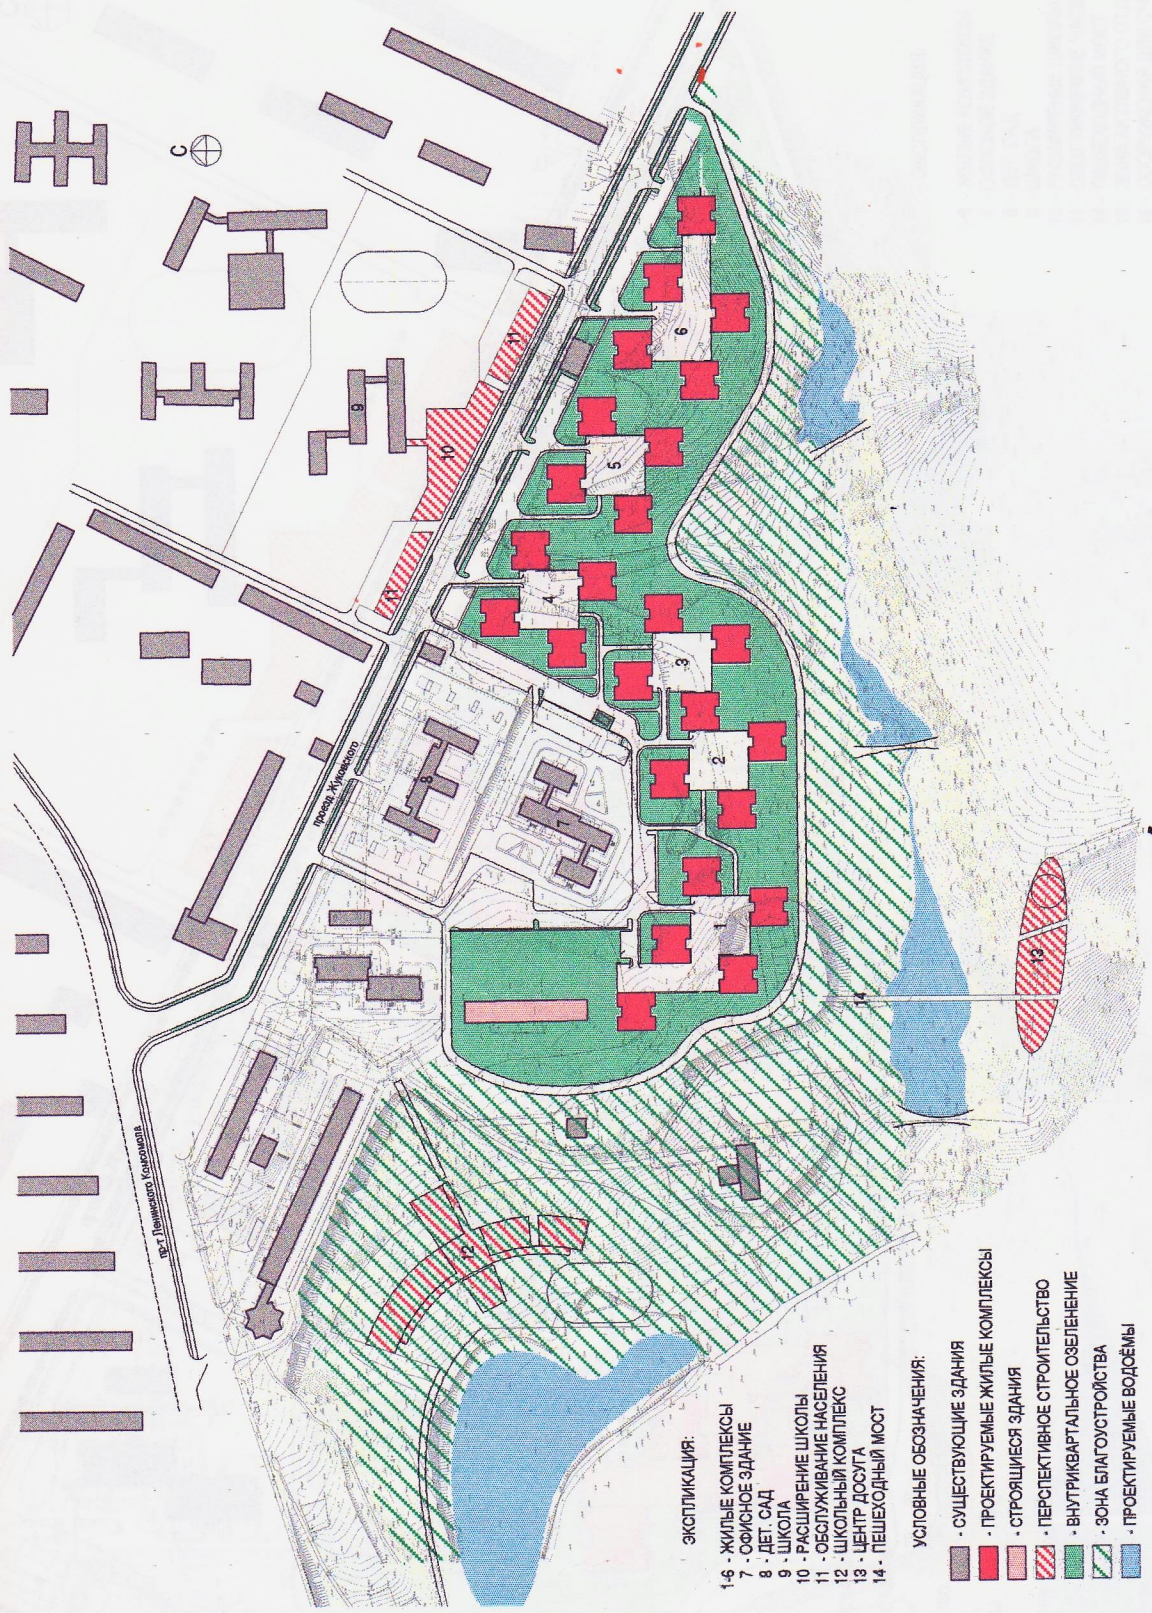 С
пр-т Ленинского Комсомола
проезд Жуковского
11
10
9
11
8
7
6
5
4
3
2
1
12
13
14
ЭКСПЛИКАЦИЯ:
1-6 - ЖИЛЫЕ КОМПЛЕКСЫ
7 - ОФИСНОЕ ЗДАНИЕ
8 - ДЕТ. САД
9 - ШКОЛА
10 - РАСШИРЕНИЕ ШКОЛЫ
11 - ОБСЛУЖИВАНИЕ НАСЕЛЕНИЯ
12 - ШКОЛЬНЫЙ КОМПЛЕКС
13 - ЦЕНТР ДОСУГА
14 - ПЕШЕХОДНЫЙ МОСТ
УСЛОВНЫЕ ОБОЗНАЧЕНИЯ:
- СУЩЕСТВУЮЩИЕ ЗДАНИЯ
- ПРОЕКТИРУЕМЫЕ ЖИЛЫЕ КОМПЛЕКСЫ
- СТРОЯЩИЕСЯ ЗДАНИЯ
- ПЕРСПЕКТИВНОЕ СТРОИТЕЛЬСТВО
- ВНУТРИКВАРТАЛЬНОЕ ОЗЕЛЕНЕНИЕ
- ЗОНА БЛАГОУСТРОЙСТВА
- ПРОЕКТИРУЕМЫЕ ВОДОЁМЫ